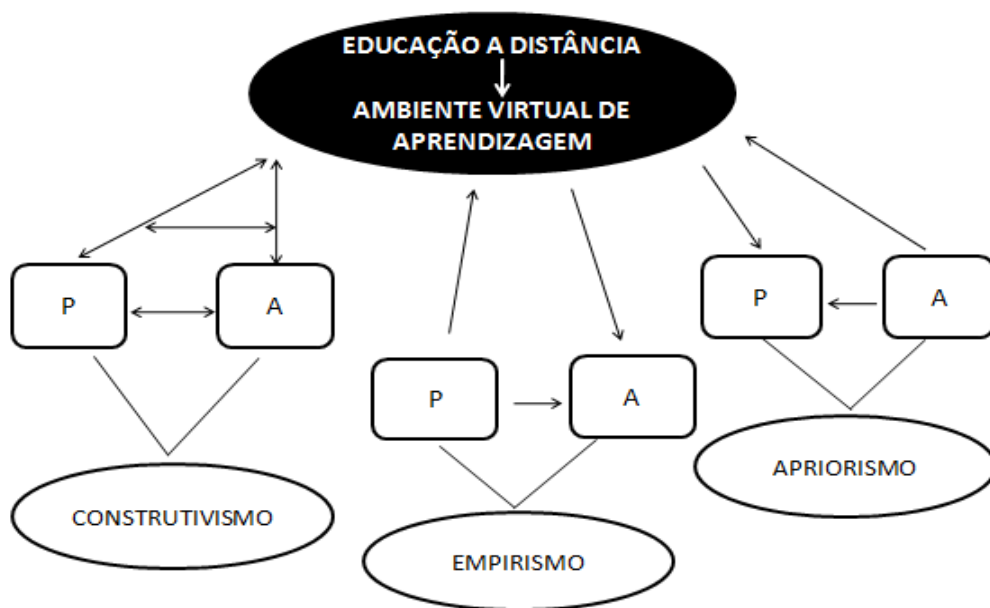 EDUCAÇÃO A DISTÂNCIA
AMBIENTE VIRTUAL DE
APRENDIZAGEM
P
A
CONSTRUTIVISMO
P
A
EMPIRISMO
P
A
APRIORISMO